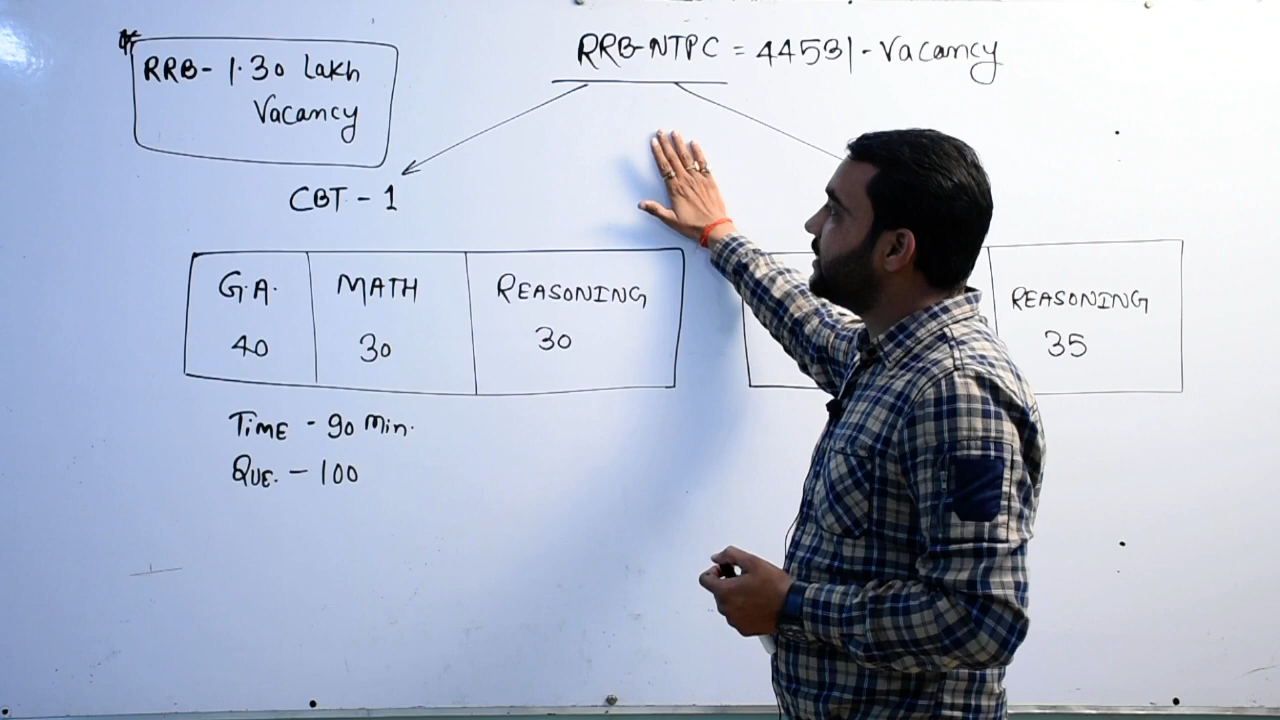 RRB-NTPC = 44531/- Vacancy
RRB- 1.30 Lakh
Vacancy
CBT - 1
G.A. MATH REASONING
40 30 30
REASONING
35
TIME - 90 Min.
QUE. - 100